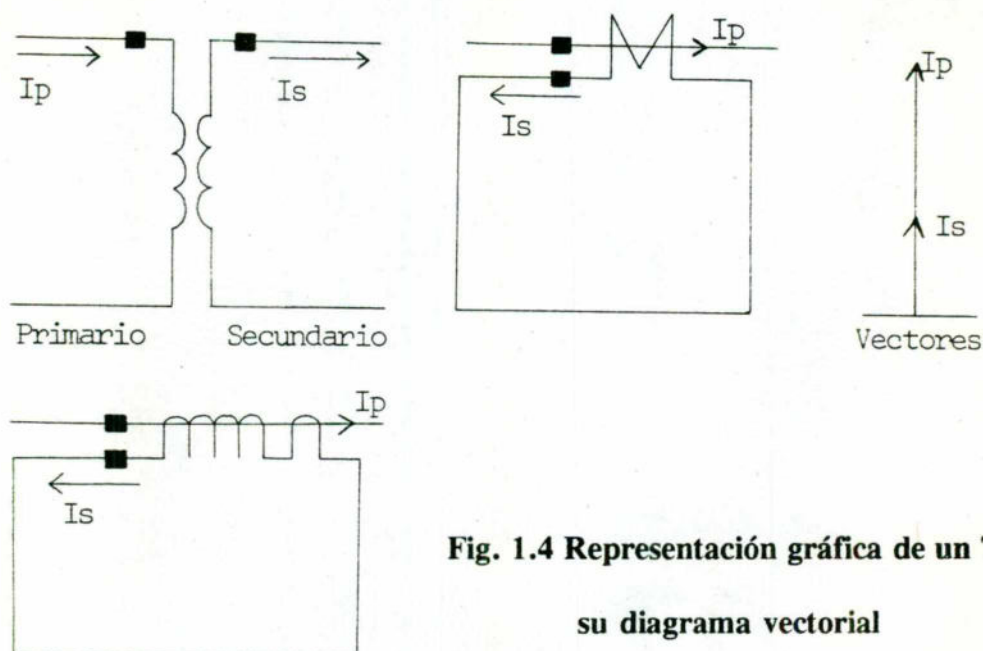 Ip
Is
Primario
Secundario
Ip
Is
Ip
Is
Vectores
Ip
Is
Fig. 1.4 Representación gráfica de un
su diagrama vectorial